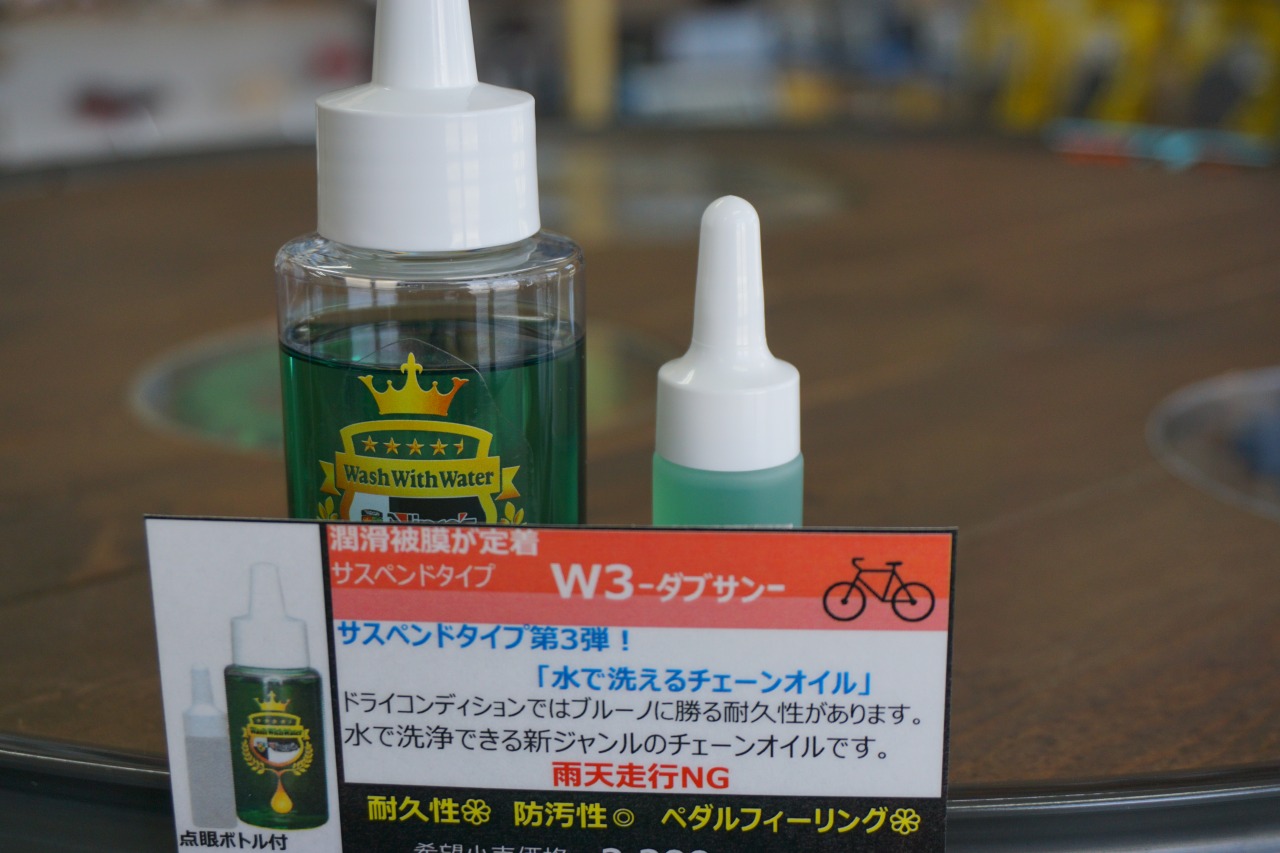 Wash With Water
潤滑被膜が定着
サスペンドタイプ
W3-ダブサン-
サスペンドタイプ第3弾！
「水で洗えるチェーンオイル」
ドライコンディションではブルーノに勝る耐久性があります。
水で洗浄できる新ジャンルのチェーンオイルです。
雨天走行NG
耐久性 防汚性◎ ペダルフィーリング
点眼ボトル付
Wash With Water